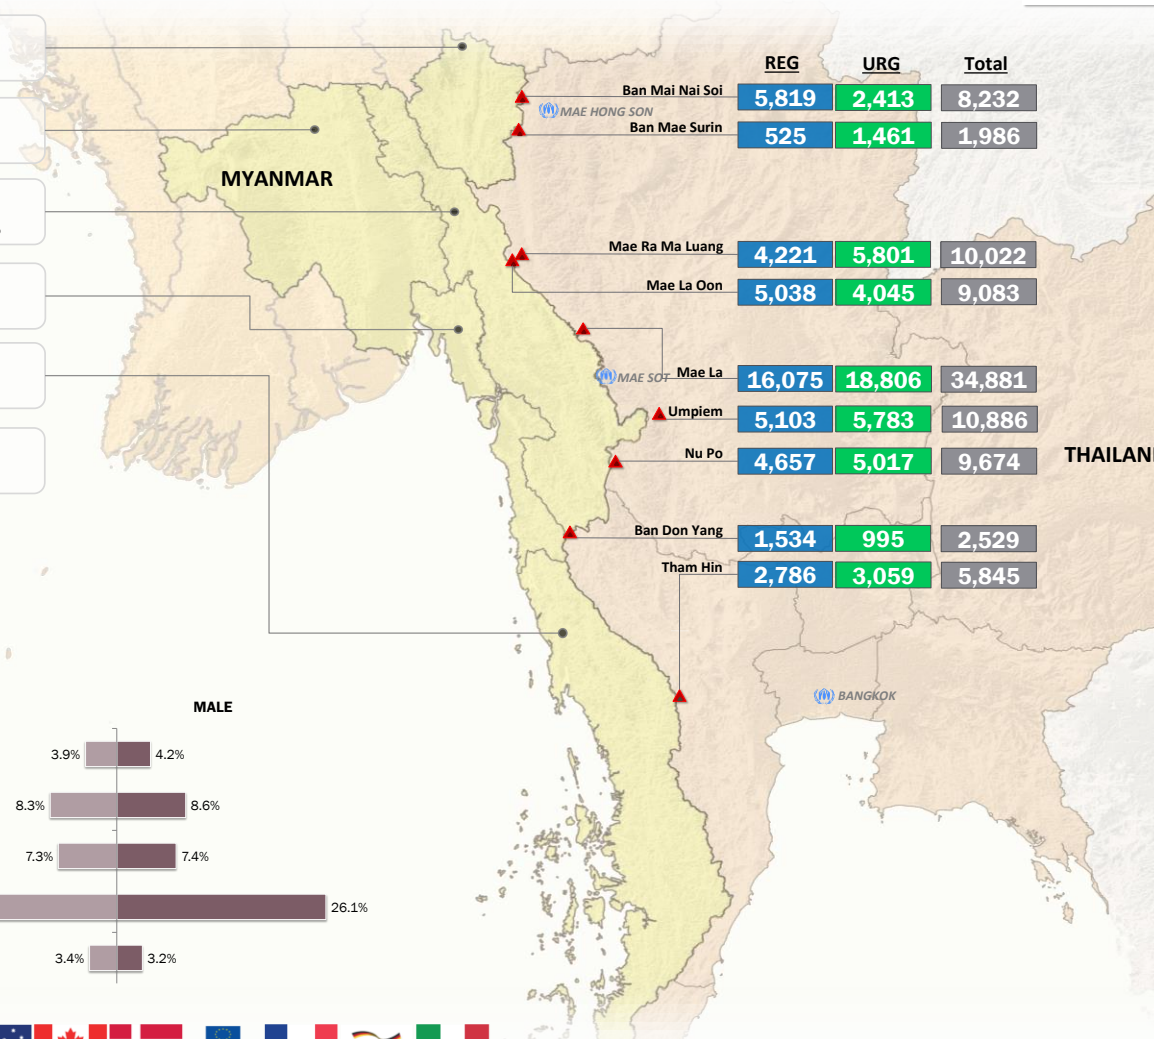 REG URG Total
Ban Mai Nai Soi 5,819 2,413 8,232
MAE HONG SON
Ban Mae Surin 525 1,461 1,986
MYANMAR
Mae Ra Ma Luang 4,221 5,801 10,022
Mae La Oon 5,038 4,045 9,083
Mae La 16,075 18,806 34,881
MAE SOT
Umpiem 5,103 5,783 10,886
Nu Po 4,657 5,017 9,674
THAILAN
Ban Don Yang 1,534 995 2,529
Tham Hin 2,786 3,059 5,845
BANGKOK
MALE
3.9% 4.2%
8.3% 8.6%
7.3% 7.4%
26.1%
3.4% 3.2%